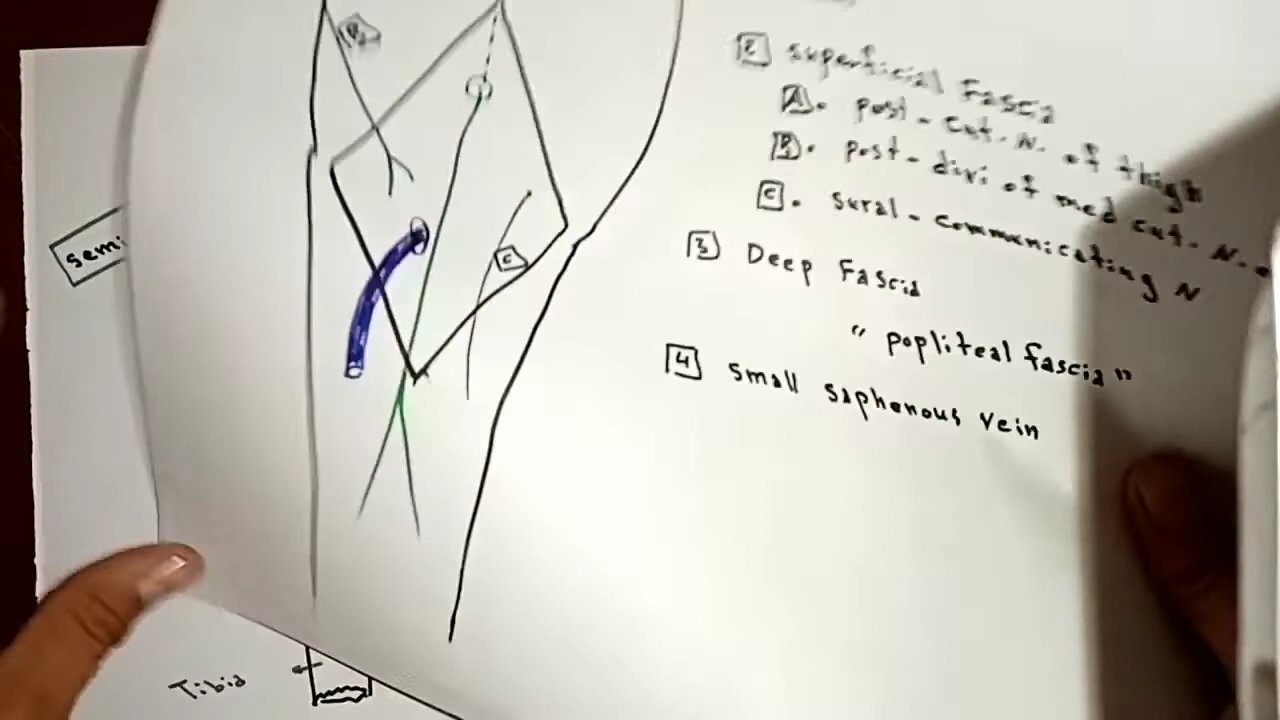 2 superficial Fascia
A. post - cut. N. of thigh
B. post - divi of med cut. N.
C. sural - communicating N
3 Deep Fascia
" popliteal fascia "
4 small saphenous vein
B
C
semi
Tibia